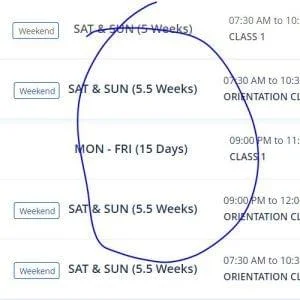 Weekend SAT & SUN (5 Weeks) 07:30 AM to 10:
CLASS 1
Weekend SAT & SUN (5.5 Weeks) 07:30 AM to 10:3
ORIENTATION CL
MON - FRI (15 Days) 09:00 PM to 11:
CLASS 1
Weekend SAT & SUN (5.5 Weeks) 09:00 PM to 12:0
ORIENTATION CL
Weekend SAT & SUN (5.5 Weeks) 07:30 AM to 10:3
ORIENTATION CL